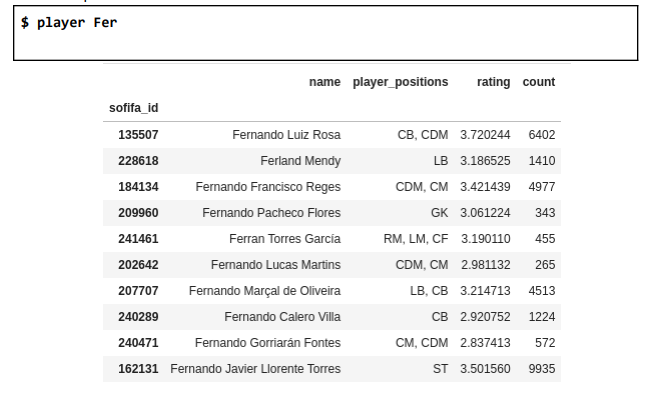 $ player Fer
name player_positions rating count
sofifa_id
135507 Fernando Luiz Rosa CB, CDM 3.720244 6402
228618 Ferland Mendy LB 3.186525 1410
184134 Fernando Francisco Reges CDM, CM 3.421439 4977
209960 Fernando Pacheco Flores GK 3.061224 343
241461 Ferran Torres García RM, LM, CF 3.190110 455
202642 Fernando Lucas Martins CDM, CM 2.981132 265
207707 Fernando Marçal de Oliveira LB, CB 3.214713 4513
240289 Fernando Calero Villa CB 2.920752 1224
240471 Fernando Gorriarán Fontes CM, CDM 2.837413 572
162131 Fernando Javier Llorente Torres ST 3.501560 9935